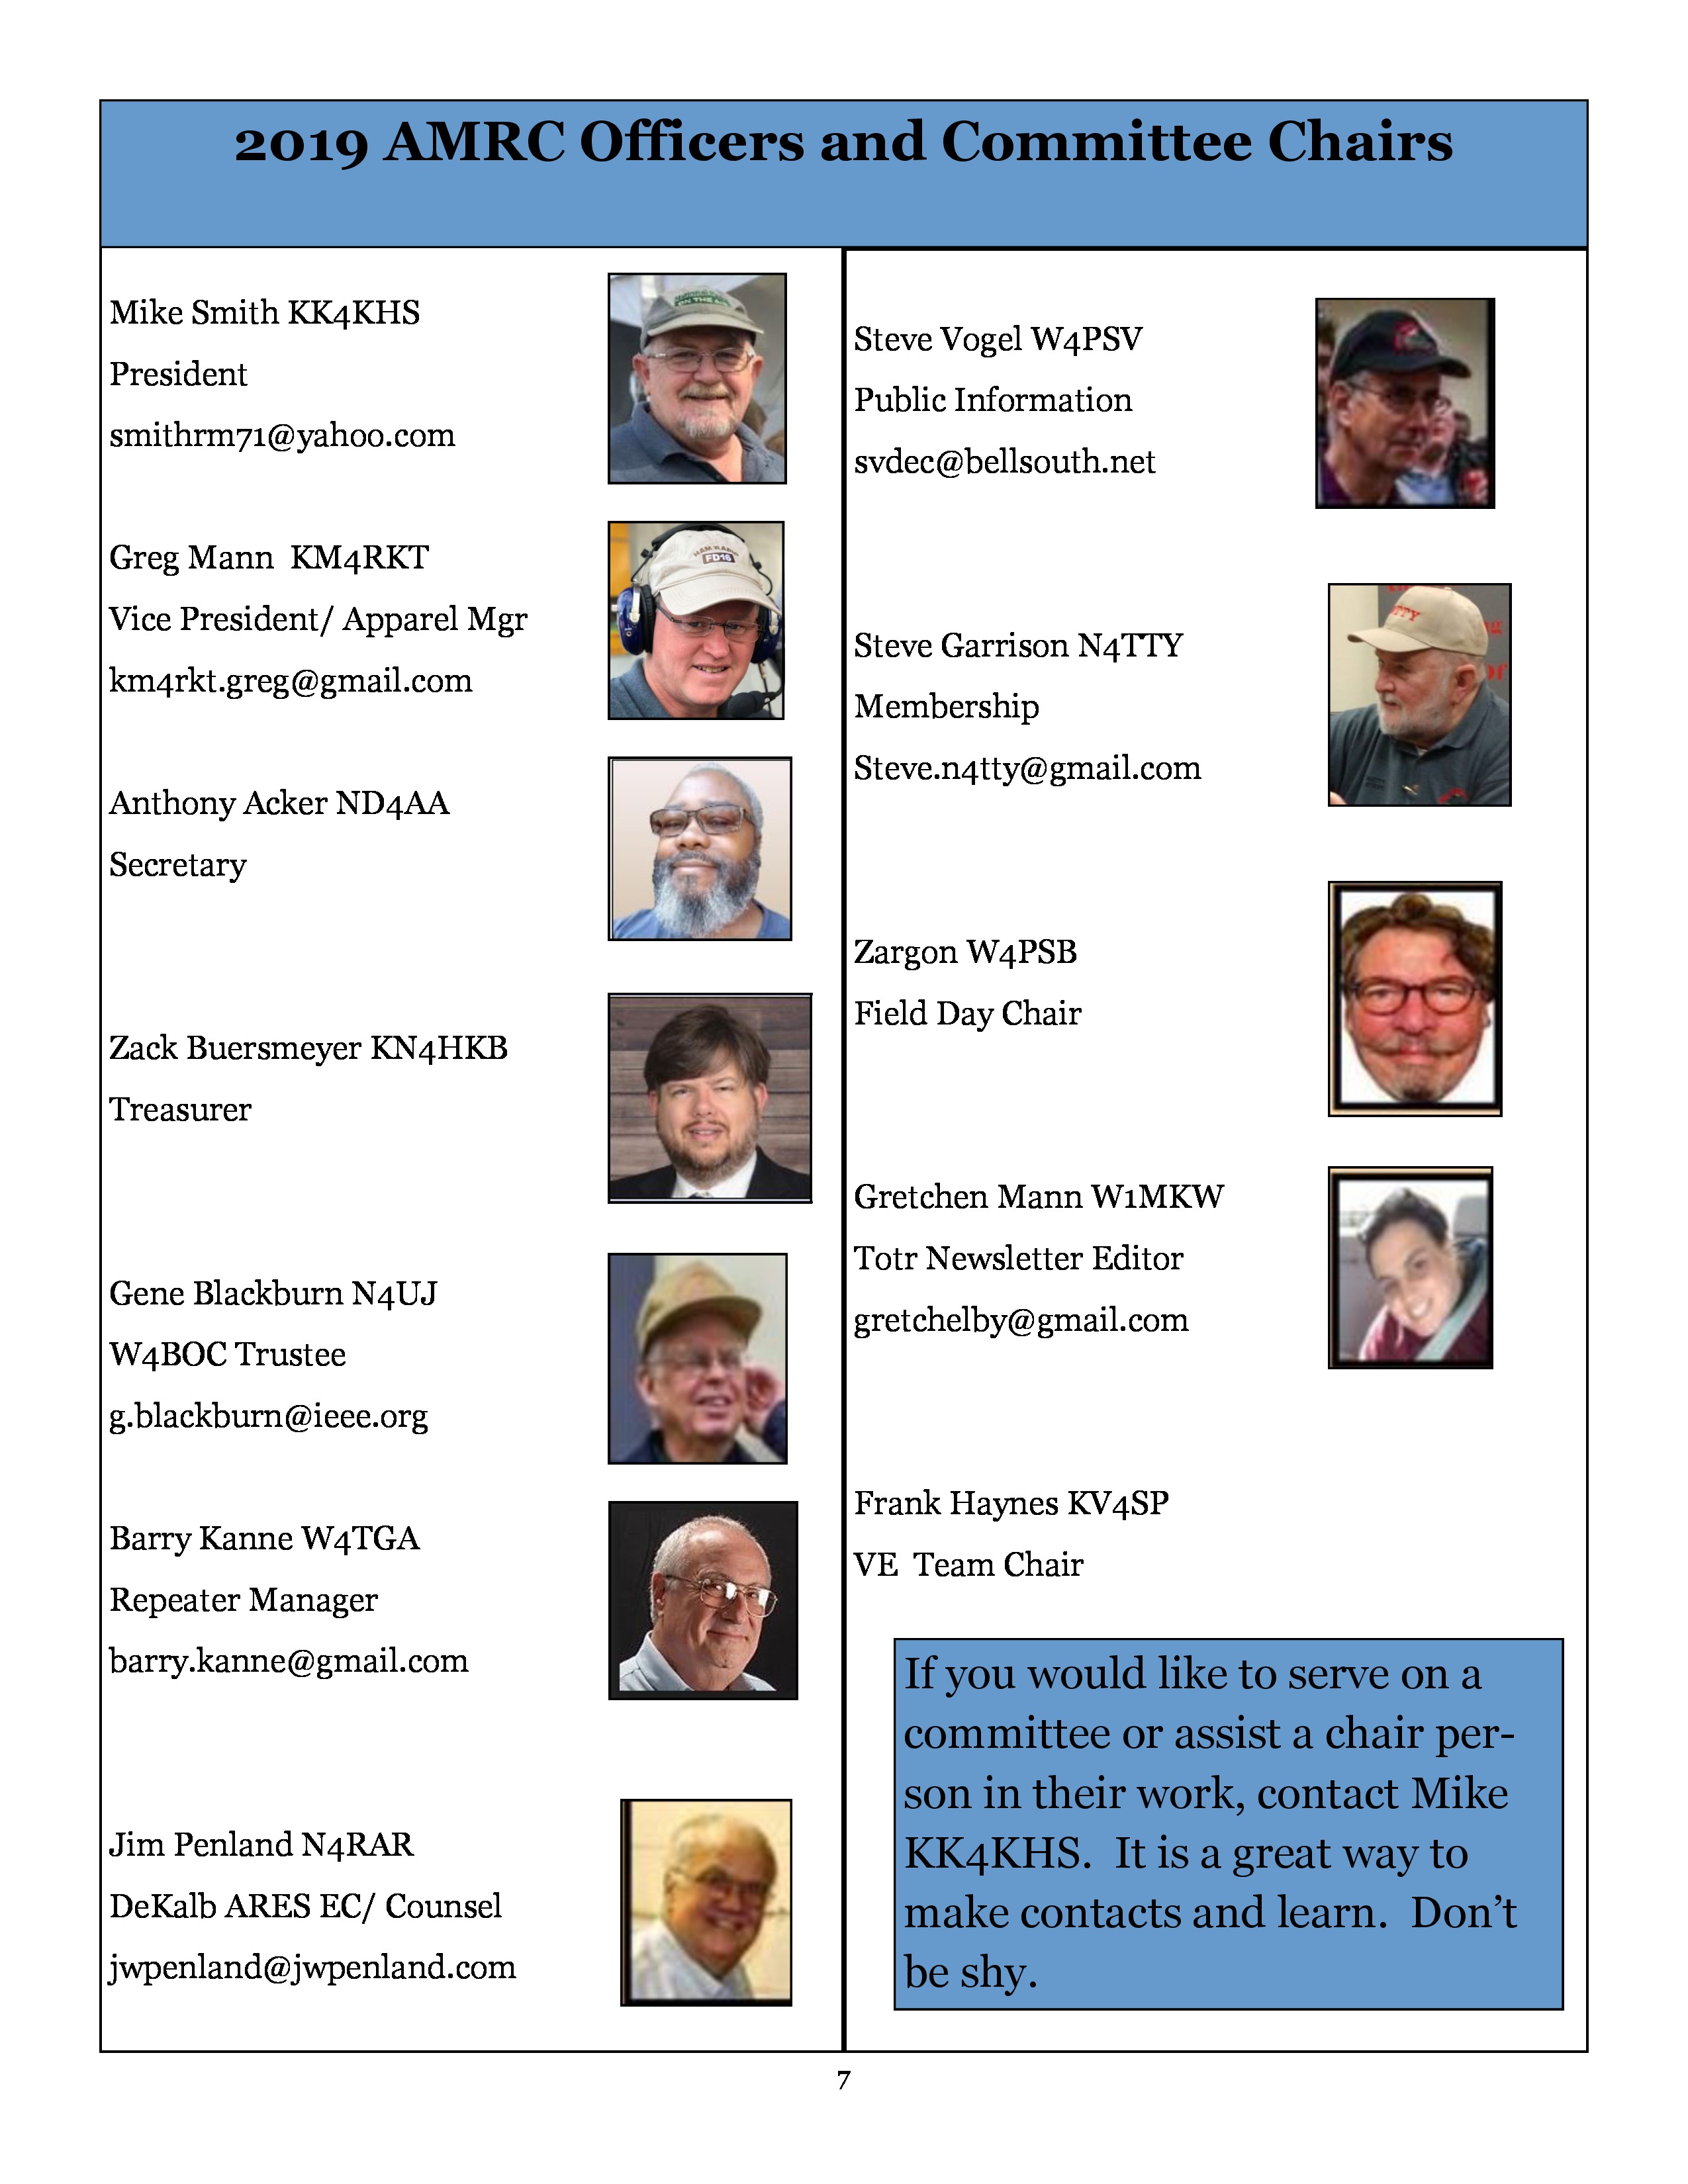 2019 AMRC Officers and Committee Chairs
Mike Smith KK4KHS
President
smithrm71@yahoo.com
Greg Mann  KM4RKT
Vice President/ Apparel Mgr
km4rkt.greg@gmail.com
Anthony Acker ND4AA
Secretary
Zack Buersmeyer KN4HKB
Treasurer
Gene Blackburn N4UJ
W4BOC Trustee
g.blackburn@ieee.org
Barry Kanne W4TGA
Repeater Manager
barry.kanne@gmail.com
Jim Penland N4RAR
DeKalb ARES EC/ Counsel
jwpenland@jwpenland.com
Steve Vogel W4PSV
Public Information
svdec@bellsouth.net
Steve Garrison N4TTY
Membership
Steve.n4tty@gmail.com
Zargon W4PSB
Field Day Chair
Gretchen Mann W1MKW
Totr Newsletter Editor
gretchelby@gmail.com
Frank Haynes KV4SP
VE  Team Chair
If you would like to serve on a
committee or assist a chair per-
son in their work, contact Mike
KK4KHS.  It is a great way to
make contacts and learn.  Don’t
be shy.
7